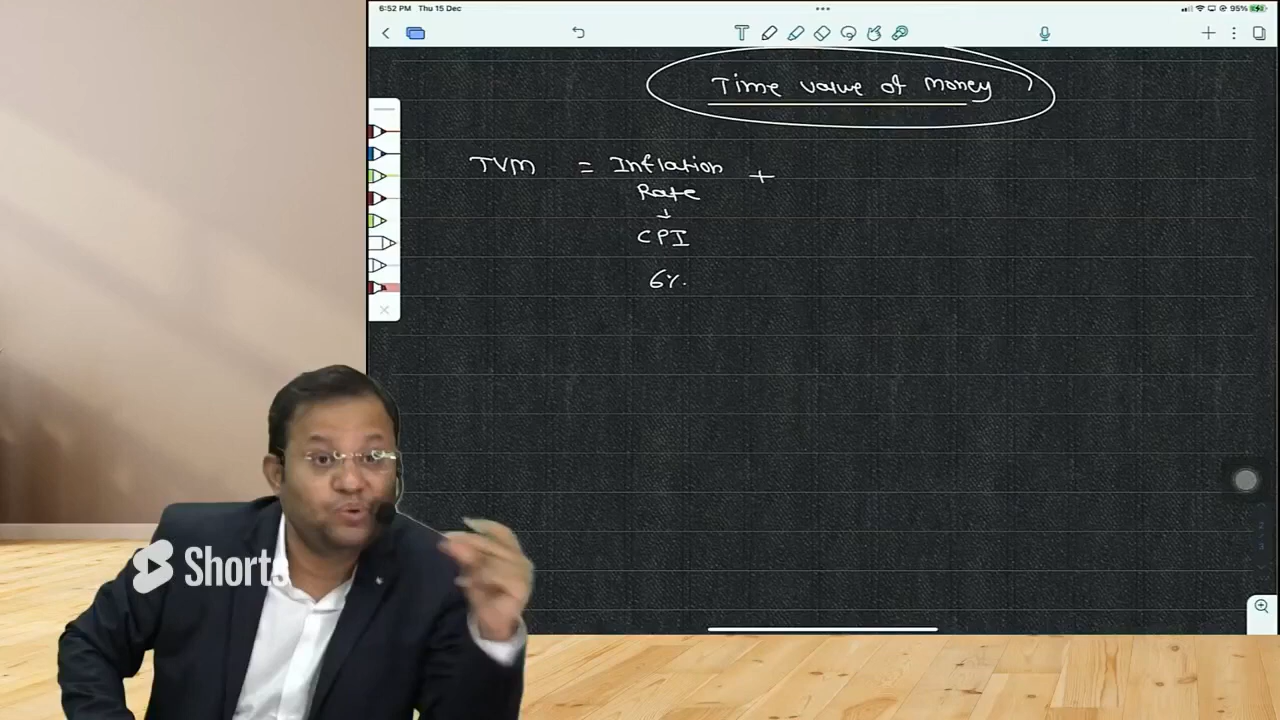 6:52 PM Thu 15 Dec
95%
Time value of money
TVM = Inflation +
Rate
CPI
6%
Shorts